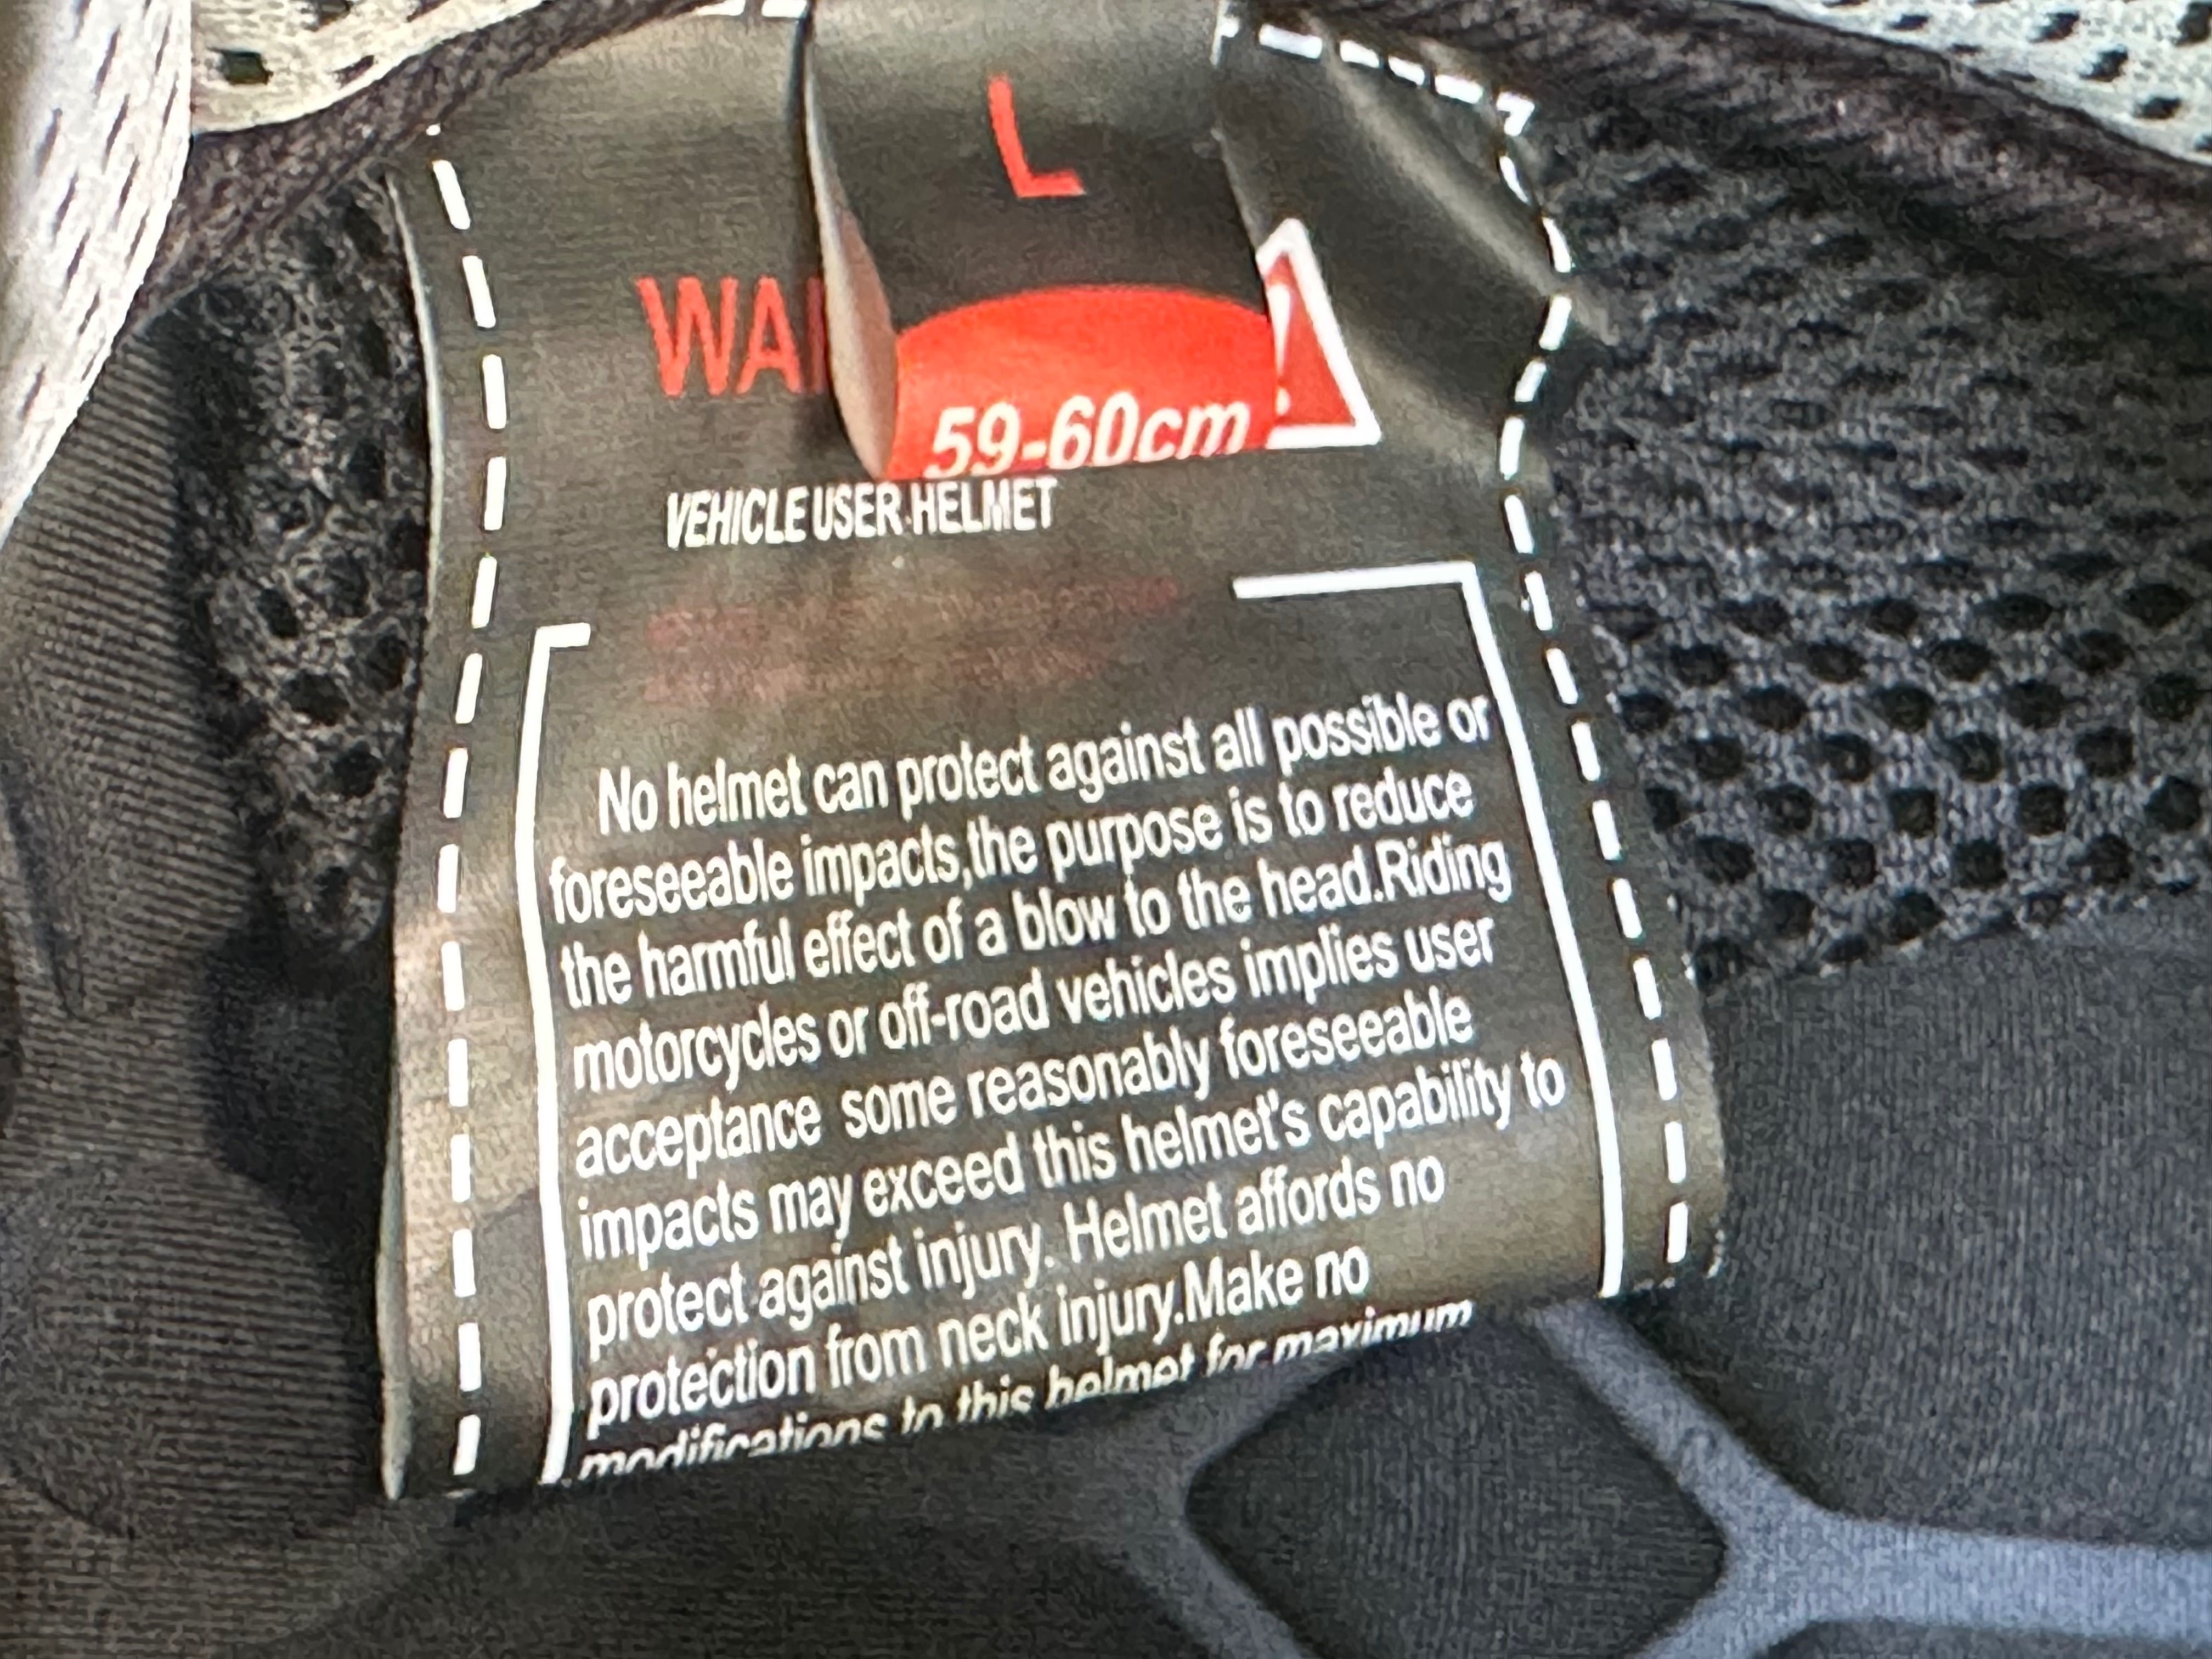 L
WA
59-60cm
VEHICLE USER HELMET
No helmet can protect against all possible or
foreseeable impacts,the purpose is to reduce
the harmful effect of a blow to the head.Riding
motorcycles or off-road vehicles implies user
acceptance some reasonably foreseeable
impacts may exceed this helmet's capability to
protect against injury. Helmet affords no
protection from neck injury.Make no
modifications to this helmet for maximum